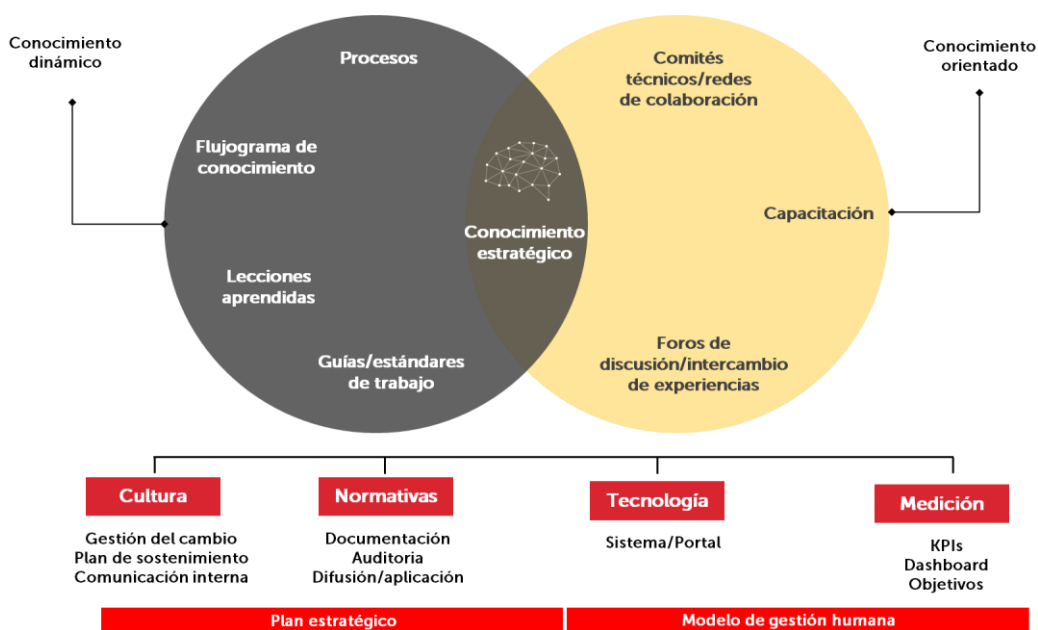 Conocimiento
dinámico
Procesos
Flujograma de
conocimiento
Lecciones
aprendidas
Guías/estándares
de trabajo
Conocimiento
estratégico
Comités
técnicos/redes
de colaboración
Capacitación
Foros de
discusión/intercambio
de experiencias
Conocimiento
orientado
Cultura
Gestión del cambio
Plan de sostenimiento
Comunicación interna
Normativas
Documentación
Auditoria
Difusión/aplicación
Tecnología
Sistema/Portal
Medición
KPIs
Dashboard
Objetivos
Plan estratégico
Modelo de gestión humana